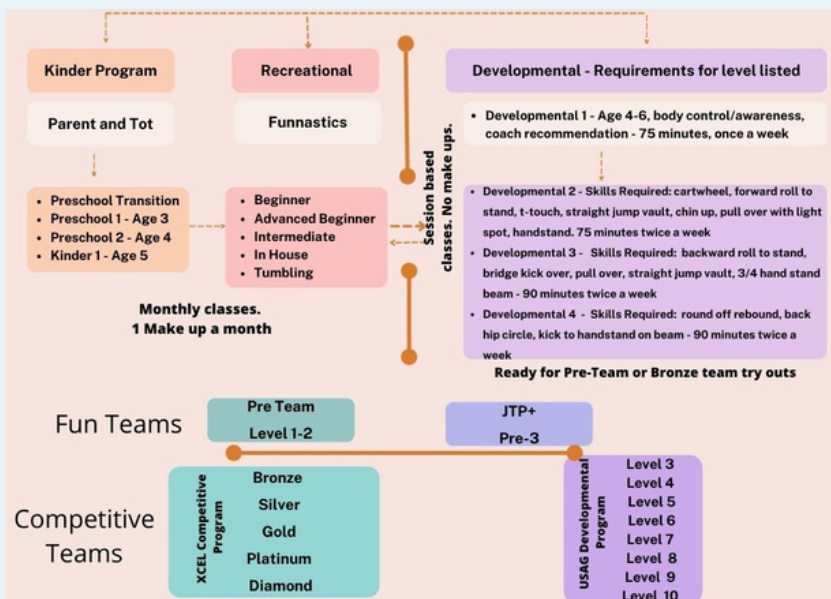 Kinder Program
Recreational
Developmental - Requirements for level listed
Parent and Tot
Funnastics
• Developmental 1 - Age 4-6, body control/awareness,
coach recommendation - 75 minutes, once a week
• Preschool Transition
• Preschool 1 - Age 3
• Preschool 2 - Age 4
• Kinder 1 - Age 5
• Beginner
• Advanced Beginner
• Intermediate
• In House
• Tumbling
Session based
classes. No make ups.
• Developmental 2 - Skills Required: cartwheel, forward roll to
stand, t-touch, straight jump vault, chin up, pull over with light
spot, handstand. 75 minutes twice a week
• Developmental 3 - Skills Required: backward roll to stand,
bridge kick over, pull over, straight jump vault, 3/4 hand stand
beam - 90 minutes twice a week
• Developmental 4 - Skills Required: round off rebound, back
hip circle, kick to handstand on beam - 90 minutes twice a
week
Monthly classes.
1 Make up a month
Ready for Pre-Team or Bronze team try outs
Fun Teams
Pre Team
Level 1-2
JTP+
Pre-3
Competitive
Teams
XCEL Competitive
Program
Bronze
Silver
Gold
Platinum
Diamond
USAG Developmental
Program
Level 3
Level 4
Level 5
Level 6
Level 7
Level 8
Level 9
Level 10